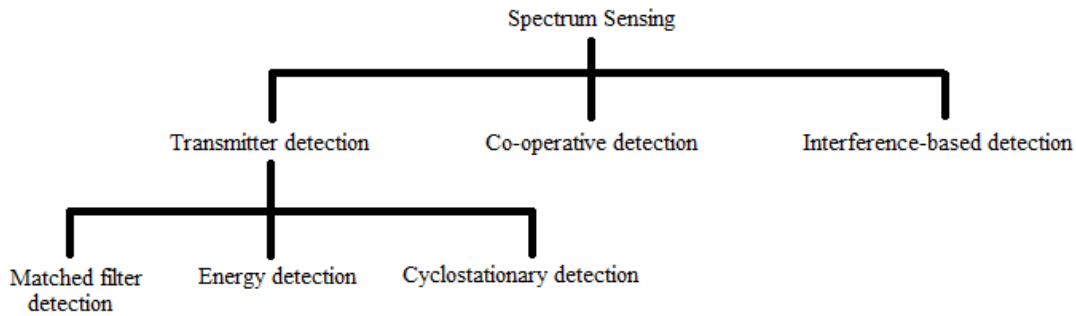 Spectrum Sensing
Transmitter detection
Co-operative detection
Interference-based detection
Matched filter
detection
Energy detection
Cyclostationary detection